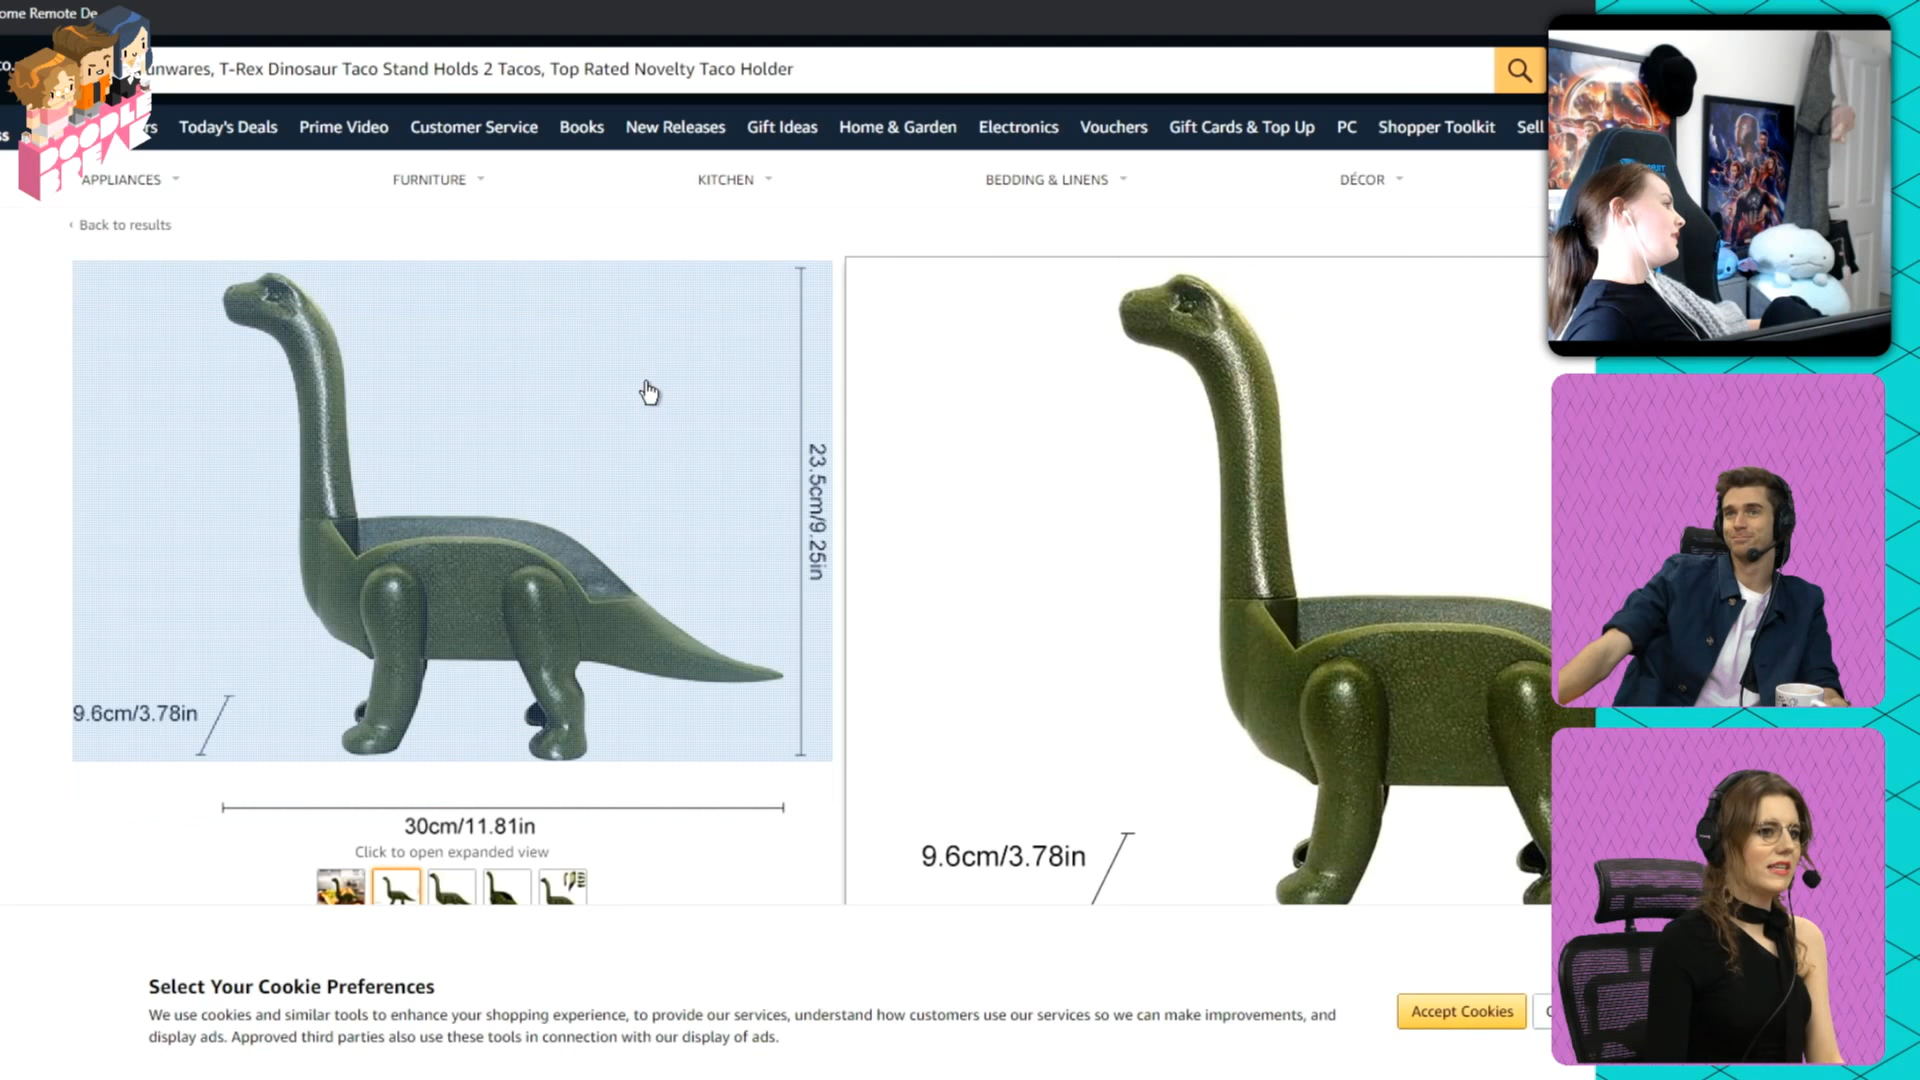 ome Remote De
unwares, T-Rex Dinosaur Taco Stand Holds 2 Tacos, Top Rated Novelty Taco Holder
rs Today's Deals Prime Video Customer Service Books New Releases Gift Ideas Home & Garden Electronics Vouchers Gift Cards & Top Up PC Shopper Toolkit Sell
DOODLE
BREAK
APPLIANCES FURNITURE KITCHEN BEDDING & LINENS DÉCOR
‹ Back to results
23.5cm/9.25in
9.6cm/3.78in
30cm/11.81in
Click to open expanded view
9.6cm/3.78in
Select Your Cookie Preferences
We use cookies and similar tools to enhance your shopping experience, to provide our services, understand how customers use our services so we can make improvements, and
display ads. Approved third parties also use these tools in connection with our display of ads.
Accept Cookies